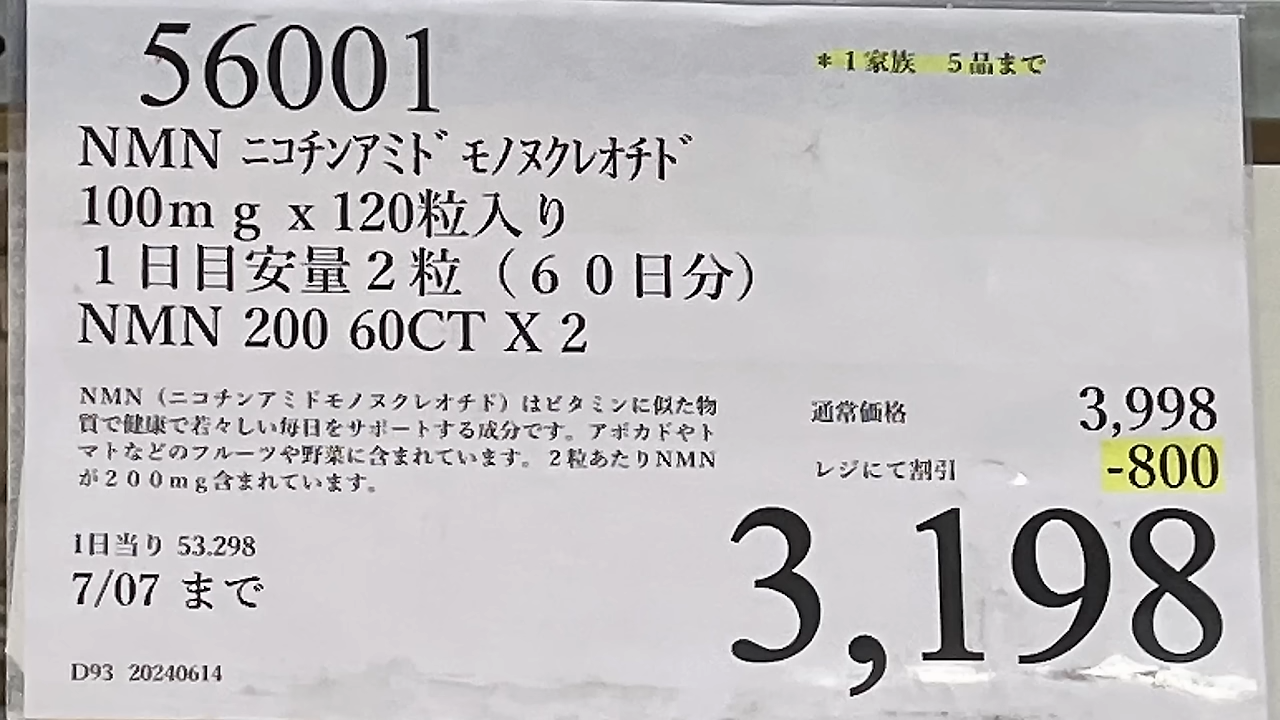 56001
*1家族 5品まで
NMN ニコチンアミド モノヌクレオチド
100mg x 120粒入り
1日目安量2粒(60日分)
NMN 200 60CT X 2
NMN(ニコチンアミドモノヌクレオチド)はビタミンに似た物
質で健康で若々しい毎日をサポートする成分です。アボカドやト
マトなどのフルーツや野菜に含まれています。2粒あたりNMN
が200mg含まれています。
通常価格 3,998
レジにて割引 -800
3,198
1日当り 53.298
7/07 まで
D93 20240614